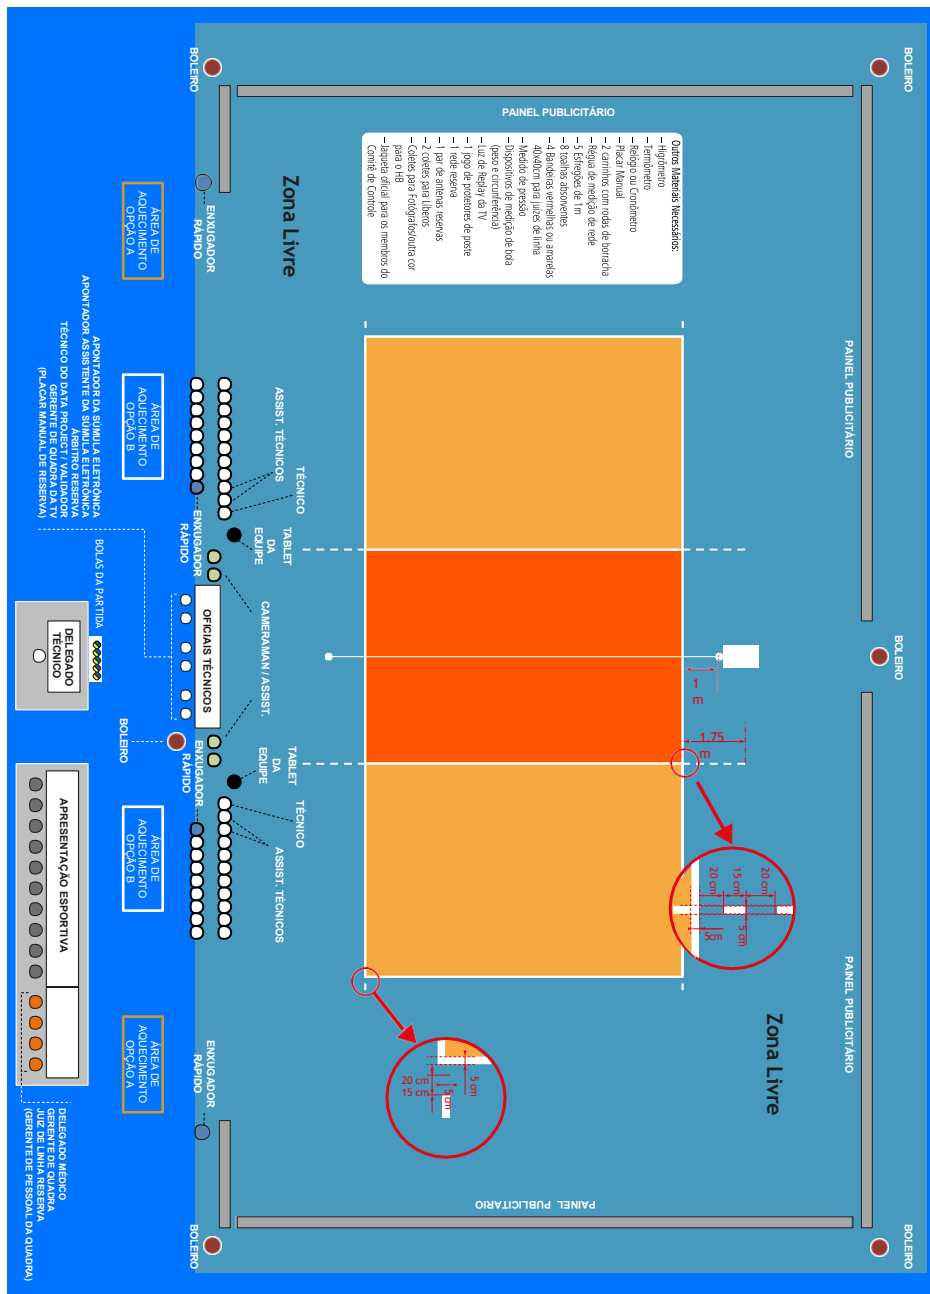 BOLEIRO
BOLEIRO
PAINEL PUBLICITÁRIO
Outros Materiais Necessários:
– Higrômetro
– Termômetro
– Relógio ou Cronômetro
– Placar Manual
– 2 carrinhos com rodas de borracha
– Régua de medição de rede
– 5 Esfregões de 1m
– 8 toalhas absorventes
– 4 Bandeiras vermelhas ou amarelas
40x40cm para juízes de linha
– Medido de pressão
– Dispositivos de medição de bola
(peso e circunferência)
– Luz de Replay da TV
– 1 jogo de protetores de poste
– 1 rede reserva
– 1 par de antenas reservas
– 2 coletes para Líberos
– Coletes para Fotógrafos/outra cor
para o HB
– Jaqueta oficial para os membros do
Comitê de Controle
Zona Livre
ENXUGADOR
RÁPIDO
ÁREA DE
AQUECIMENTO
OPÇÃO A
PAINEL PUBLICITÁRIO
APONTADOR DA SÚMULA ELETRÔNICA
APONTADOR ASSISTENTE DA SÚMULA ELETRÔNICA
ÁRBITRO RESERVA
TÉCNICO DO DATA PROJECT / VALIDADOR
GERENTE DE QUADRA DA TV
(PLACAR MANUAL DE RESERVA)
ÁREA DE
AQUECIMENTO
OPÇÃO B
ASSIST. TÉCNICOS
TÉCNICO
TABLET
DA
EQUIPE
ENXUGADOR
RÁPIDO
BOLAS DA PARTIDA
DELEGADO
TÉCNICO
OFICIAIS TÉCNICOS
CAMERAMAN / ASSIST.
BOLEIRO
1
m
1.75
m
BOLEIRO
ENXUGADOR
RÁPIDO
TABLET
DA
EQUIPE
TÉCNICO
ASSIST. TÉCNICOS
ÁREA DE
AQUECIMENTO
OPÇÃO B
APRESENTAÇÃO ESPORTIVA
20 cm
15 cm
20 cm
5 cm
5cm
PAINEL PUBLICITÁRIO
Zona Livre
5 cm
20 cm
15 cm
5 cm
ÁREA DE
AQUECIMENTO
OPÇÃO A
ENXUGADOR
RÁPIDO
DELEGADO MÉDICO
GERENTE DE QUADRA
JUIZ DE LINHA RESERVA
(GERENTE DE PESSOAL DA QUADRA)
PAINEL PUBLICITARIO
BOLEIRO
BOLEIRO